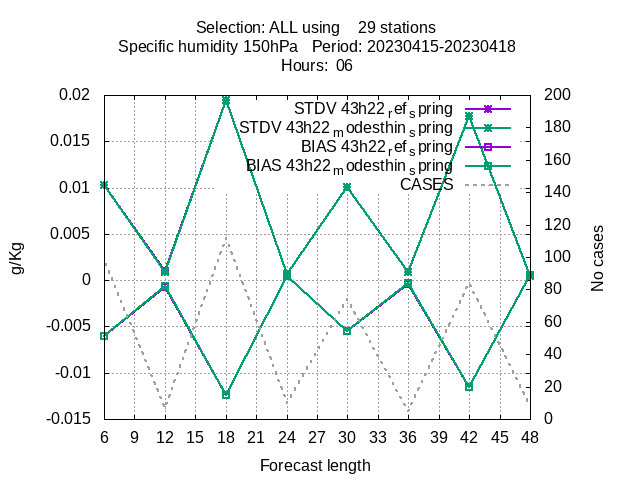 Selection: ALL using    29 stations
Specific humidity 150hPa   Period: 20230415-20230418
Hours:  06
STDV 43h22_ref_spring
STDV 43h22_modesthin_spring
BIAS 43h22_ref_spring
BIAS 43h22_modesthin_spring
CASES
0.02
0.015
0.01
0.005
0
-0.005
-0.01
-0.015
g/Kg
200
180
160
140
120
100
80
60
40
20
0
No cases
6 9 12 15 18 21 24 27 30 33 36 39 42 45 48
Forecast length